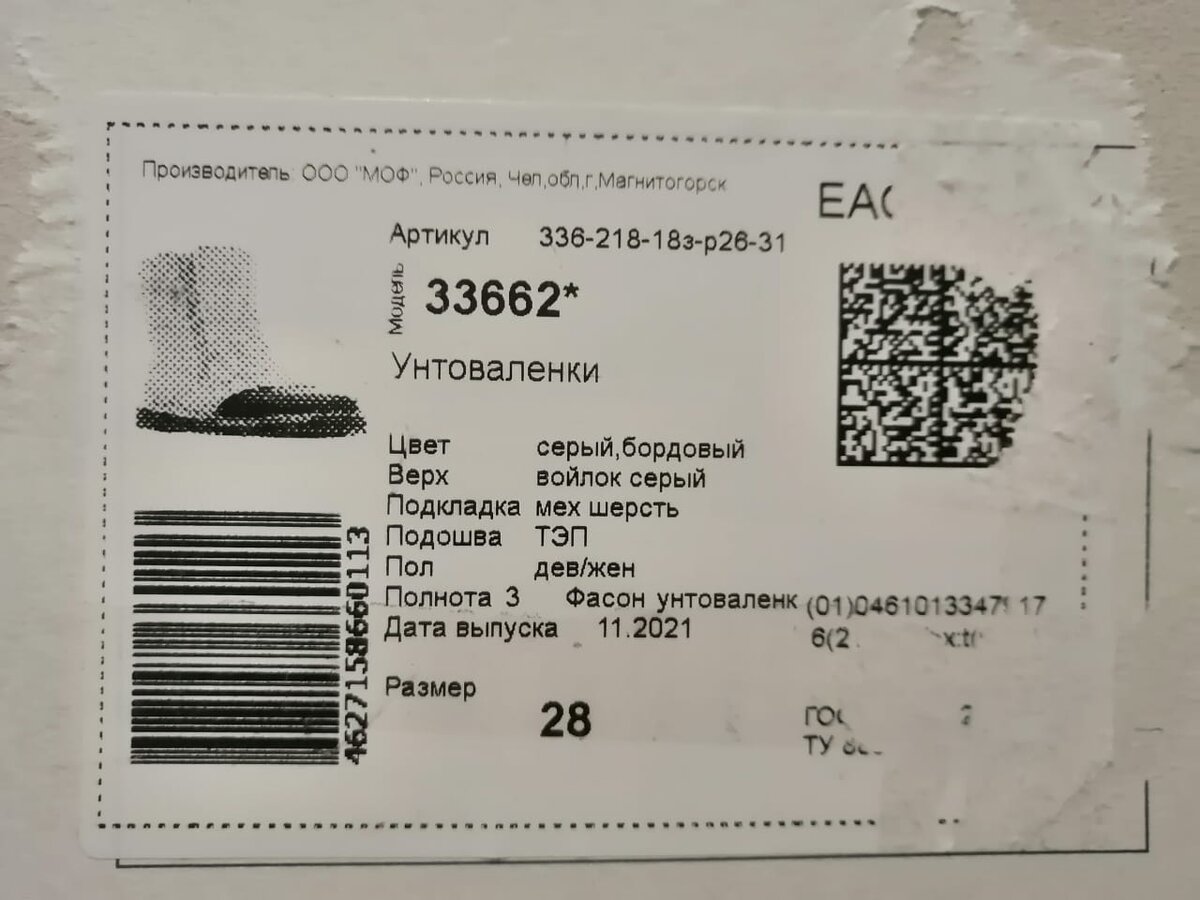 Производитель: ООО "МОФ", Россия, Чел,обл,г,Магнитогорск
EAC
Артикул 336-218-18з-р26-31
Модель 33662*
Унтоваленки
Цвет серый,бордовый
Верх войлок серый
Подкладка мех шерсть
Подошва ТЭП
Пол дев/жен
Полнота 3 Фасон унтоваленк
Дата выпуска 11.2021
Размер 28
4627158660113
ТУ